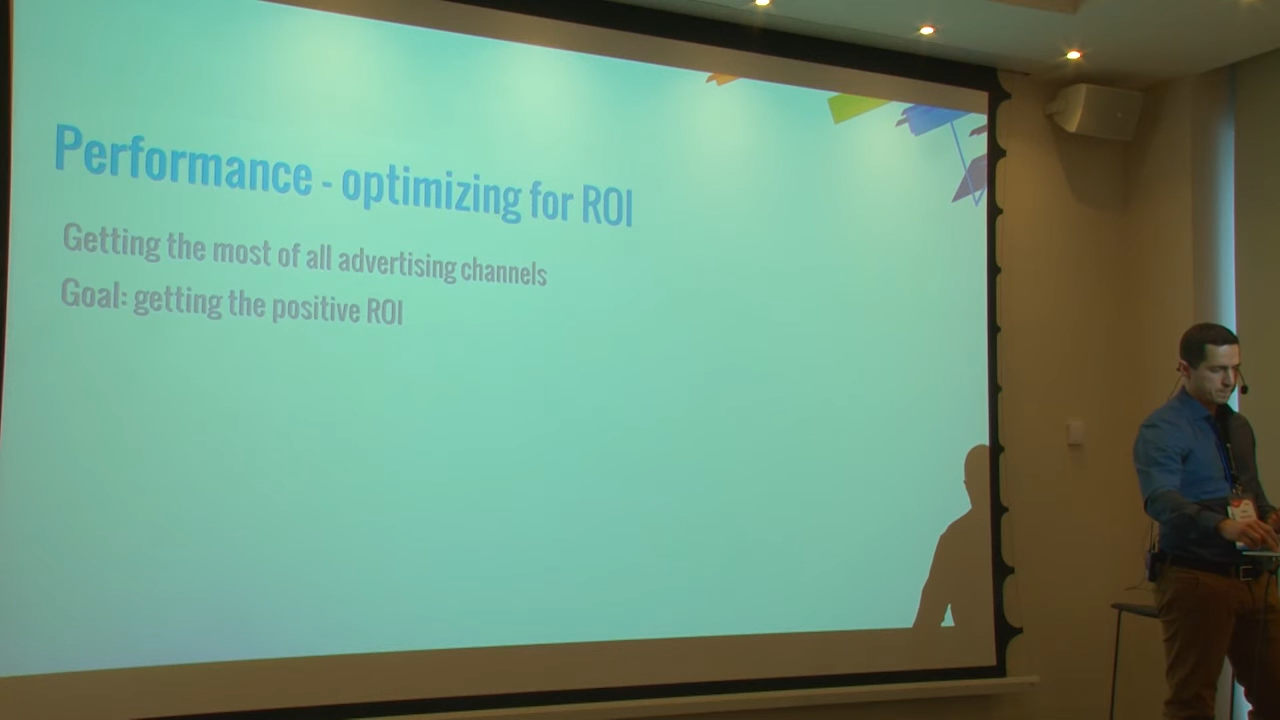 Performance - optimizing for ROI
Getting the most of all advertising channels
Goal: getting the positive ROI